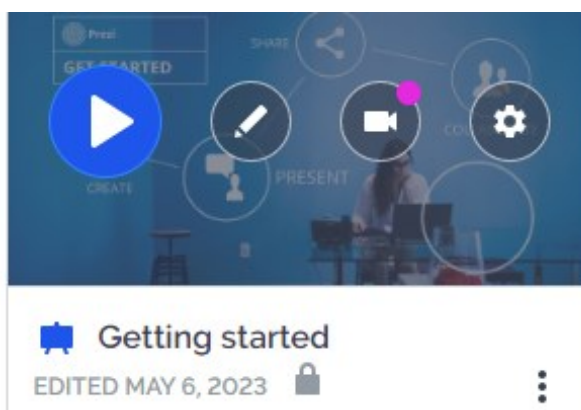 Prezi
SHARE
GET STARTED
CREATE
PRESENT
Getting started
EDITED MAY 6, 2023